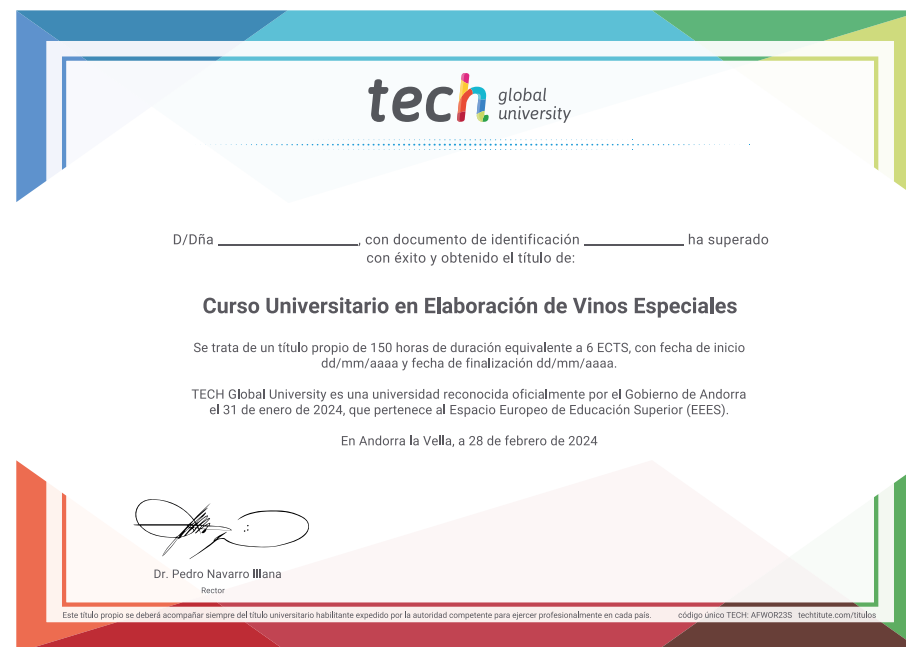 tech global university
D/Dña ____________________, con documento de identificación ______________ ha superado
con éxito y obtenido el título de:
Curso Universitario en Elaboración de Vinos Especiales
Se trata de un título propio de 150 horas de duración equivalente a 6 ECTS, con fecha de inicio
dd/mm/aaaa y fecha de finalización dd/mm/aaaa.
TECH Global University es una universidad reconocida oficialmente por el Gobierno de Andorra
el 31 de enero de 2024, que pertenece al Espacio Europeo de Educación Superior (EEES).
En Andorra la Vella, a 28 de febrero de 2024
Dr. Pedro Navarro Illana
Rector
Este título propio se deberá acompañar siempre del título universitario habilitante expedido por la autoridad competente para ejercer profesionalmente en cada país. código único TECH: AFWOR23S techtitute.com/titulos